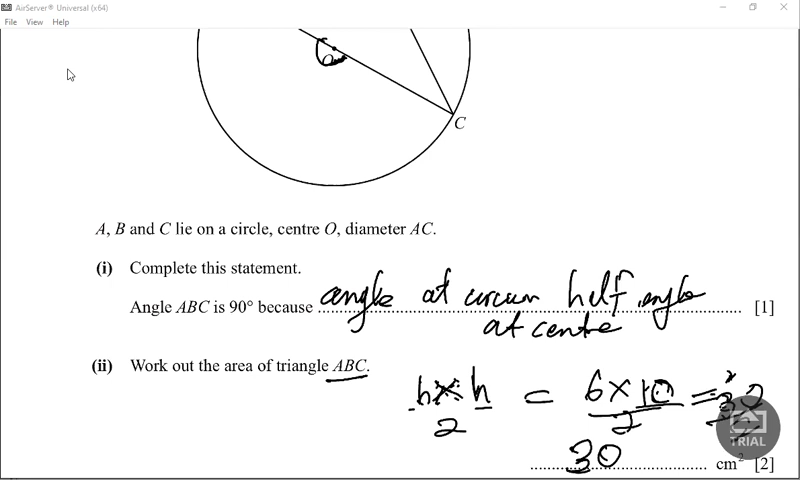 AirServer® Universal (x64)
File View Help
O
C
A, B and C lie on a circle, centre O, diameter AC.
(i) Complete this statement.
Angle ABC is 90° because angle at circum half angle [1]
at centre
(ii) Work out the area of triangle ABC.
b × h = 6 × 10 = 30
2 2
TRIAL
30 cm² [2]